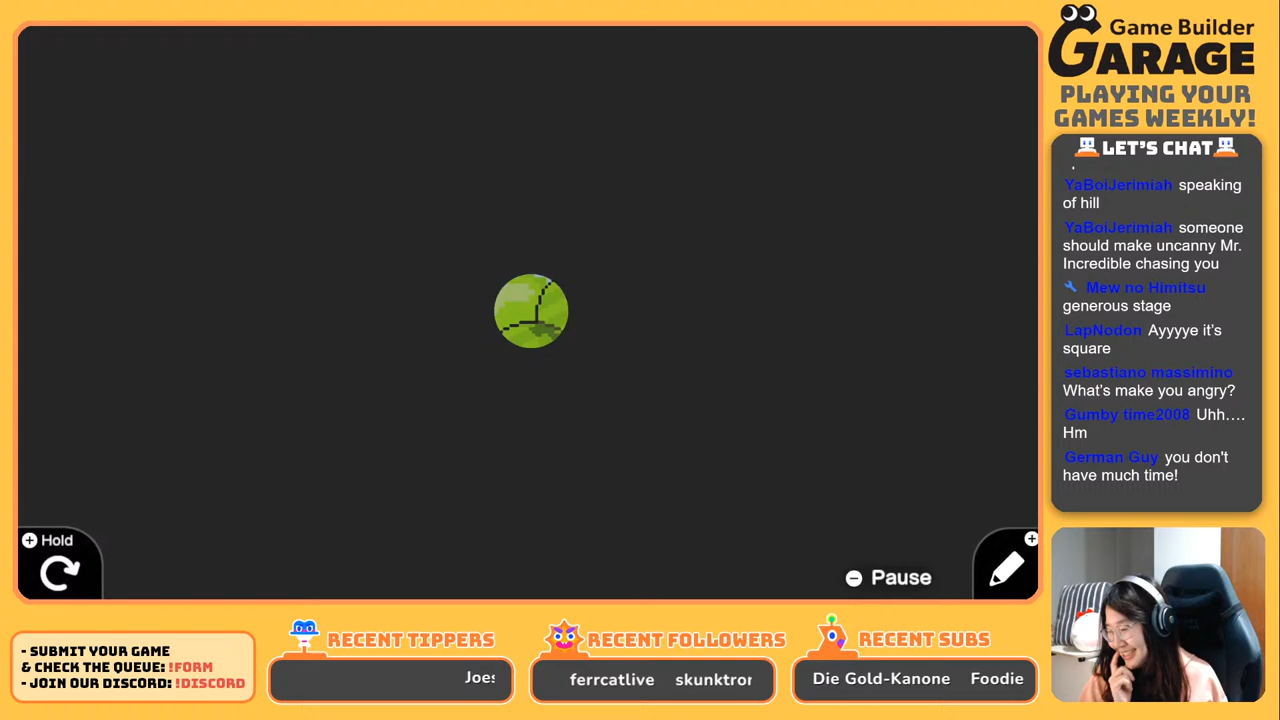 Game Builder
GARAGE
PLAYING YOUR
GAMES WEEKLY!
LET'S CHAT
YaBoiJerimiah speaking
of hill
YaBoiJerimiah someone
should make uncanny Mr.
Incredible chasing you
Mew no Himitsu
generous stage
LapNodon Ayyyye it's
square
sebastiano massimino
What's make you angry?
Gumby time2008 Uhh....
Hm
German Guy you don't
have much time!
Hold
Pause
- SUBMIT YOUR GAME
& CHECK THE QUEUE: !FORM
- JOIN OUR DISCORD: !DISCORD
RECENT TIPPERS
Joes
RECENT FOLLOWERS
ferrcatlive skunktror
RECENT SUBS
Die Gold-Kanone Foodie